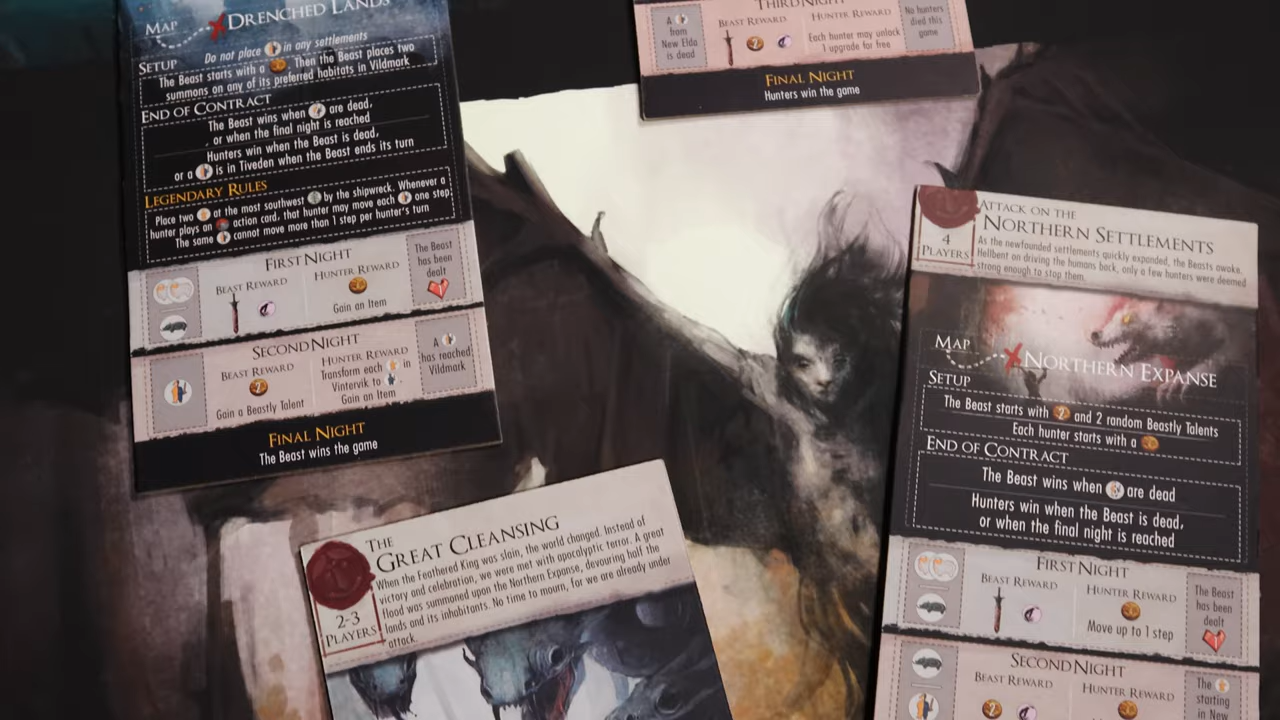 MAP
DRENCHED LANDS
Do not place in any settlements
SETUP
The Beast starts with a . Then the Beast places two
summons on any of its preferred habitats in Vildmark
END OF CONTRACT
The Beast wins when are dead,
or when the final night is reached
Hunters win when the Beast is dead,
or a is in Tiveden when the Beast ends its turn
LEGENDARY RULES
Place two at the most southwest by the shipwreck. Whenever a
hunter plays an action card, that hunter may move each one step.
The same cannot move more than 1 step per hunter's turn
FIRST NIGHT
BEAST REWARD
HUNTER REWARD
Gain an Item
The Beast
has been
dealt
SECOND NIGHT
BEAST REWARD
2
Gain a Beastly Talent
HUNTER REWARD
Transform each in
Vintervik to .
Gain an Item
A
has reached
Vildmark
FINAL NIGHT
The Beast wins the game
THIRD NIGHT
A
from
New Elda
is dead
BEAST REWARD
2
HUNTER REWARD
Each hunter may unlock
1 upgrade for free
No hunters
died this
game
FINAL NIGHT
Hunters win the game
THE
GREAT CLEANSING
2-3
PLAYERS
When the Feathered King was slain, the world changed. Instead of
victory and celebration, we were met with apocalyptic terror. A great
flood was summoned upon the Northern Expanse, devouring half the
lands and its inhabitants. No time to mourn, for we are already under
attack.
ATTACK ON THE
NORTHERN SETTLEMENTS
4
PLAYERS
As the newfounded settlements quickly expanded, the Beasts awoke.
Hellbent on driving the humans back, only a few hunters were deemed
strong enough to stop them.
MAP
NORTHERN EXPANSE
SETUP
The Beast starts with 2 and 2 random Beastly Talents
Each hunter starts with a
END OF CONTRACT
The Beast wins when are dead
Hunters win when the Beast is dead,
or when the final night is reached
FIRST NIGHT
BEAST REWARD
HUNTER REWARD
Move up to 1 step
The Beast
has been
dealt
SECOND NIGHT
BEAST REWARD
2
HUNTER REWARD
The
starting
in New